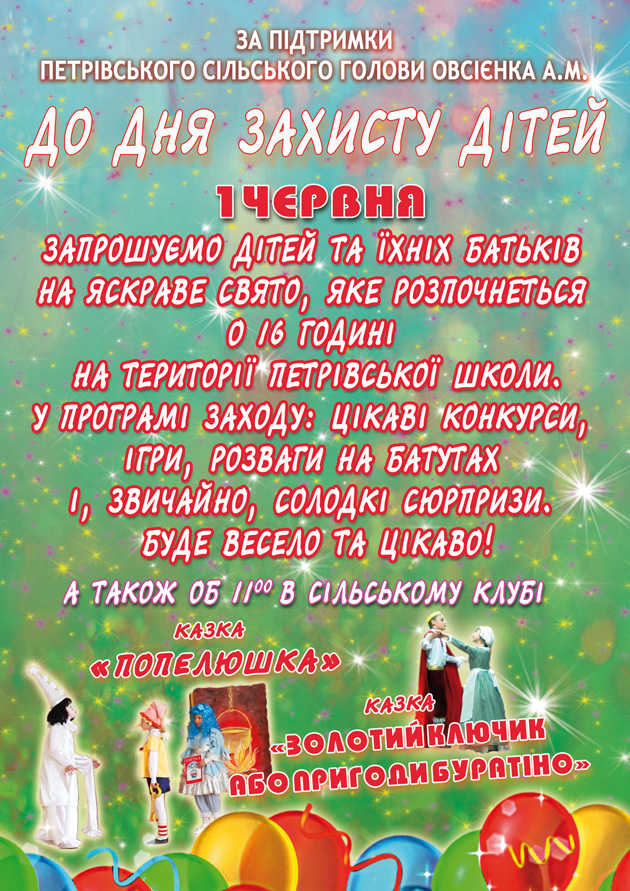 ЗА ПІДТРИМКИ
ПЕТРІВСЬКОГО СІЛЬСЬКОГО ГОЛОВИ ОВСІЄНКА А.М.
ДО ДНЯ ЗАХИСТУ ДІТЕЙ
1 ЧЕРВНЯ
ЗАПРОШУЄМО ДІТЕЙ ТА ЇХНІХ БАТЬКІВ
НА ЯСКРАВЕ СВЯТО, ЯКЕ РОЗПОЧНЕТЬСЯ
О 16 ГОДИНІ
НА ТЕРИТОРІЇ ПЕТРІВСЬКОЇ ШКОЛИ.
У ПРОГРАМІ ЗАХОДУ: ЦІКАВІ КОНКУРСИ,
ІГРИ, РОЗВАГИ НА БАТУТАХ
І, ЗВИЧАЙНО, СОЛОДКІ СЮРПРИЗИ.
БУДЕ ВЕСЕЛО ТА ЦІКАВО!
А ТАКОЖ ОБ 11⁰⁰ В СІЛЬСЬКОМУ КЛУБІ
КАЗКА
«ПОПЕЛЮШКА»
КАЗКА
«ЗОЛОТИЙ КЛЮЧИК
АБО ПРИГОДИ БУРАТІНО»